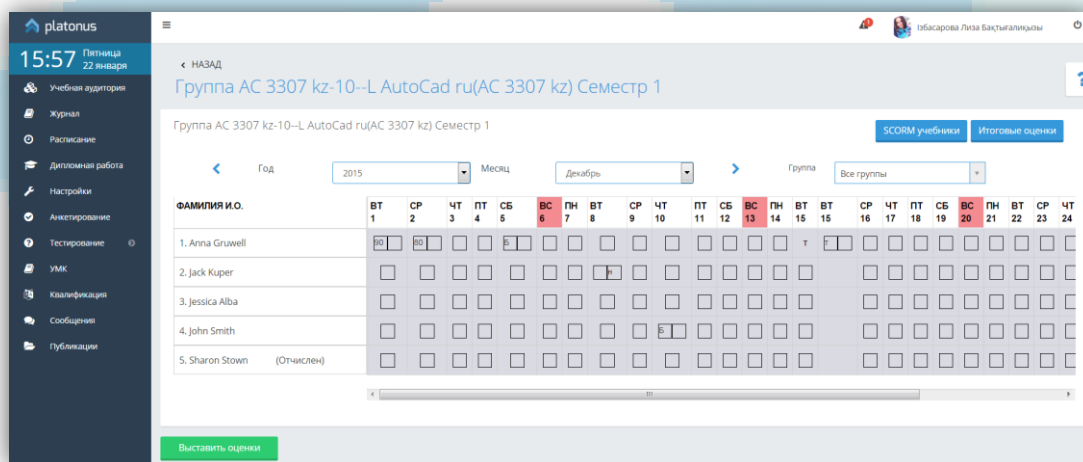 platonus
Ізбасарова Лиза Бақтығалиқызы
15:57 Пятница
22 января
Учебная аудитория
Журнал
Расписание
Дипломная работа
Настройки
Анкетирование
Тестирование
УМК
Квалификация
Сообщения
Публикации
НАЗАД
Группа АС 3307 kz-10--L AutoCad ru(АС 3307 kz) Семестр 1
?
Группа АС 3307 kz-10--L AutoCad ru(АС 3307 kz) Семестр 1
SCORM учебники Итоговые оценки
Год 2015 Месяц Декабрь Группа Все группы
ФАМИЛИЯ И.О. ВТ СР ЧТ ПТ СБ ВС ПН ВТ СР ЧТ ПТ СБ ВС ПН ВТ ВТ СР ЧТ ПТ СБ ВС ПН ВТ СР ЧТ
1 2 3 4 5 6 7 8 9 10 11 12 13 14 15 15 16 17 18 19 20 21 22 23 24
1. Anna Gruwell 90 80 Б Т Т
2. Jack Kuper Н
3. Jessica Alba
4. John Smith Б
5. Sharon Stown (Отчислен)
Выставить оценки